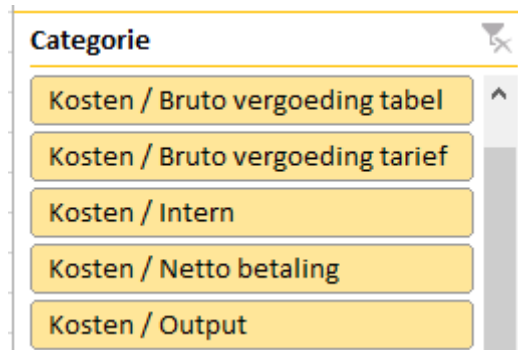 Categorie
Kosten / Bruto vergoeding tabel
Kosten / Bruto vergoeding tarief
Kosten / Intern
Kosten / Netto betaling
Kosten / Output